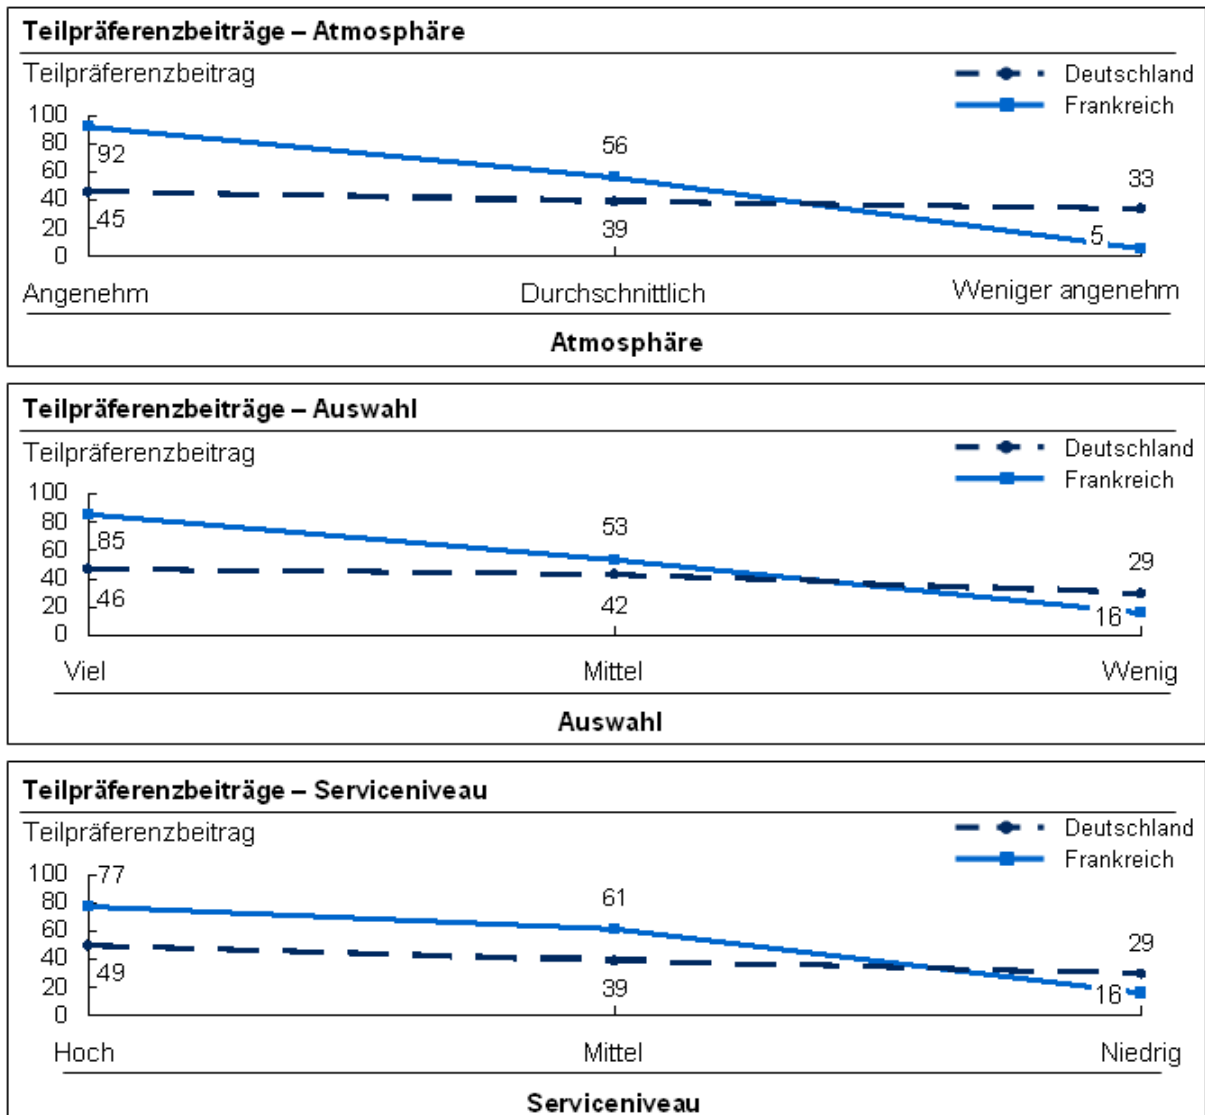 Teilpräferenzbeiträge – Atmosphäre
Teilpräferenzbeitrag
Deutschland
Frankreich
100
80
60
40
20
0
92
45
56
39
33
5
Angenehm Durchschnittlich Weniger angenehm
Atmosphäre
Teilpräferenzbeiträge – Auswahl
Teilpräferenzbeitrag
Deutschland
Frankreich
100
80
60
40
20
0
85
46
53
42
29
16
Viel Mittel Wenig
Auswahl
Teilpräferenzbeiträge – Serviceniveau
Teilpräferenzbeitrag
Deutschland
Frankreich
100
80
60
40
20
0
77
49
61
39
29
16
Hoch Mittel Niedrig
Serviceniveau